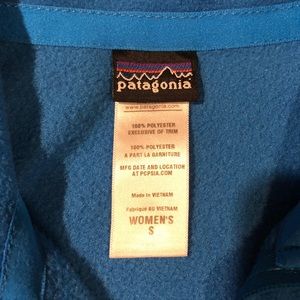 patagonia
www.patagonia.com
100% POLYESTER
EXCLUSIVE OF TRIM
100% POLYESTER
A PART LA GARNITURE
MFG DATE AND LOCATION
AT PCPSIA.COM
Made in VIETNAM
Fabriqué AU VIETNAM
WOMEN'S
S